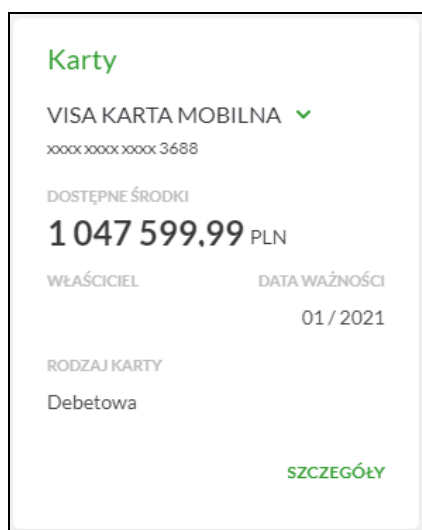 Karty
VISA KARTA MOBILNA
xxxx xxxx xxxx 3688
DOSTĘPNE ŚRODKI
1 047 599,99 PLN
WŁAŚCICIEL DATA WAŻNOŚCI
01 / 2021
RODZAJ KARTY
Debetowa
SZCZEGÓŁY